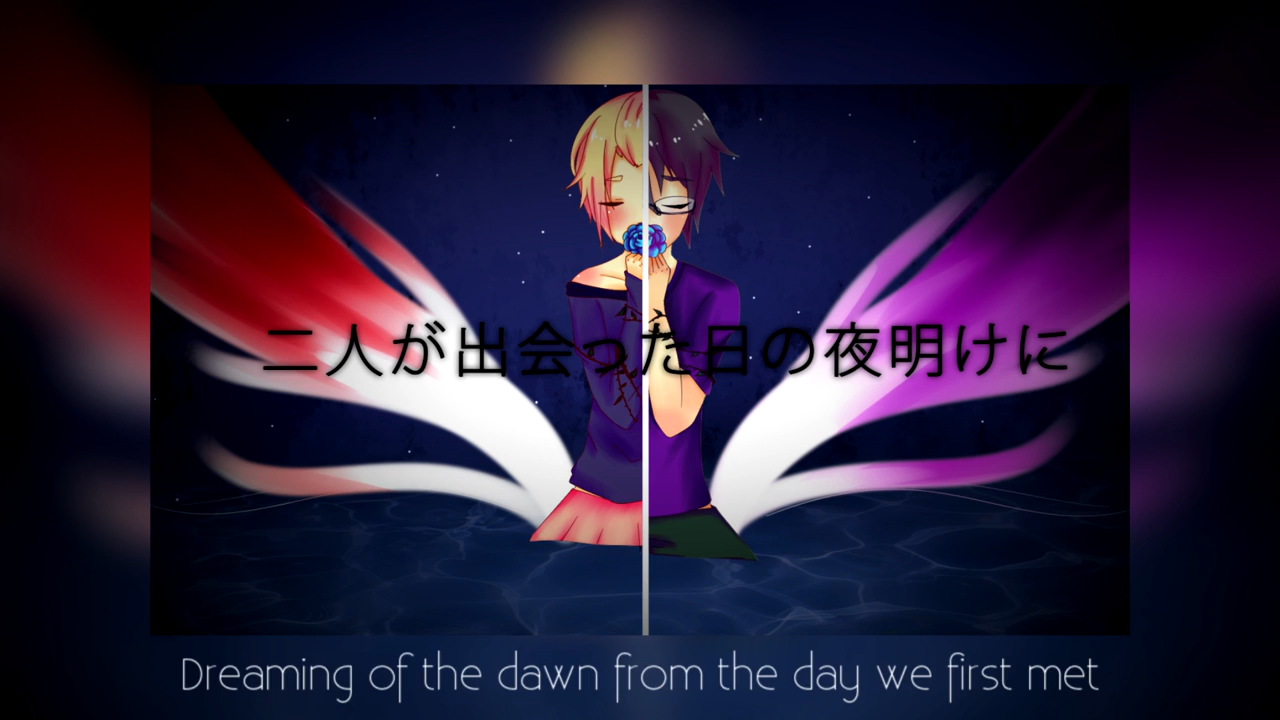 二人が出会った日の夜明けに
Dreaming of the dawn from the day we first met